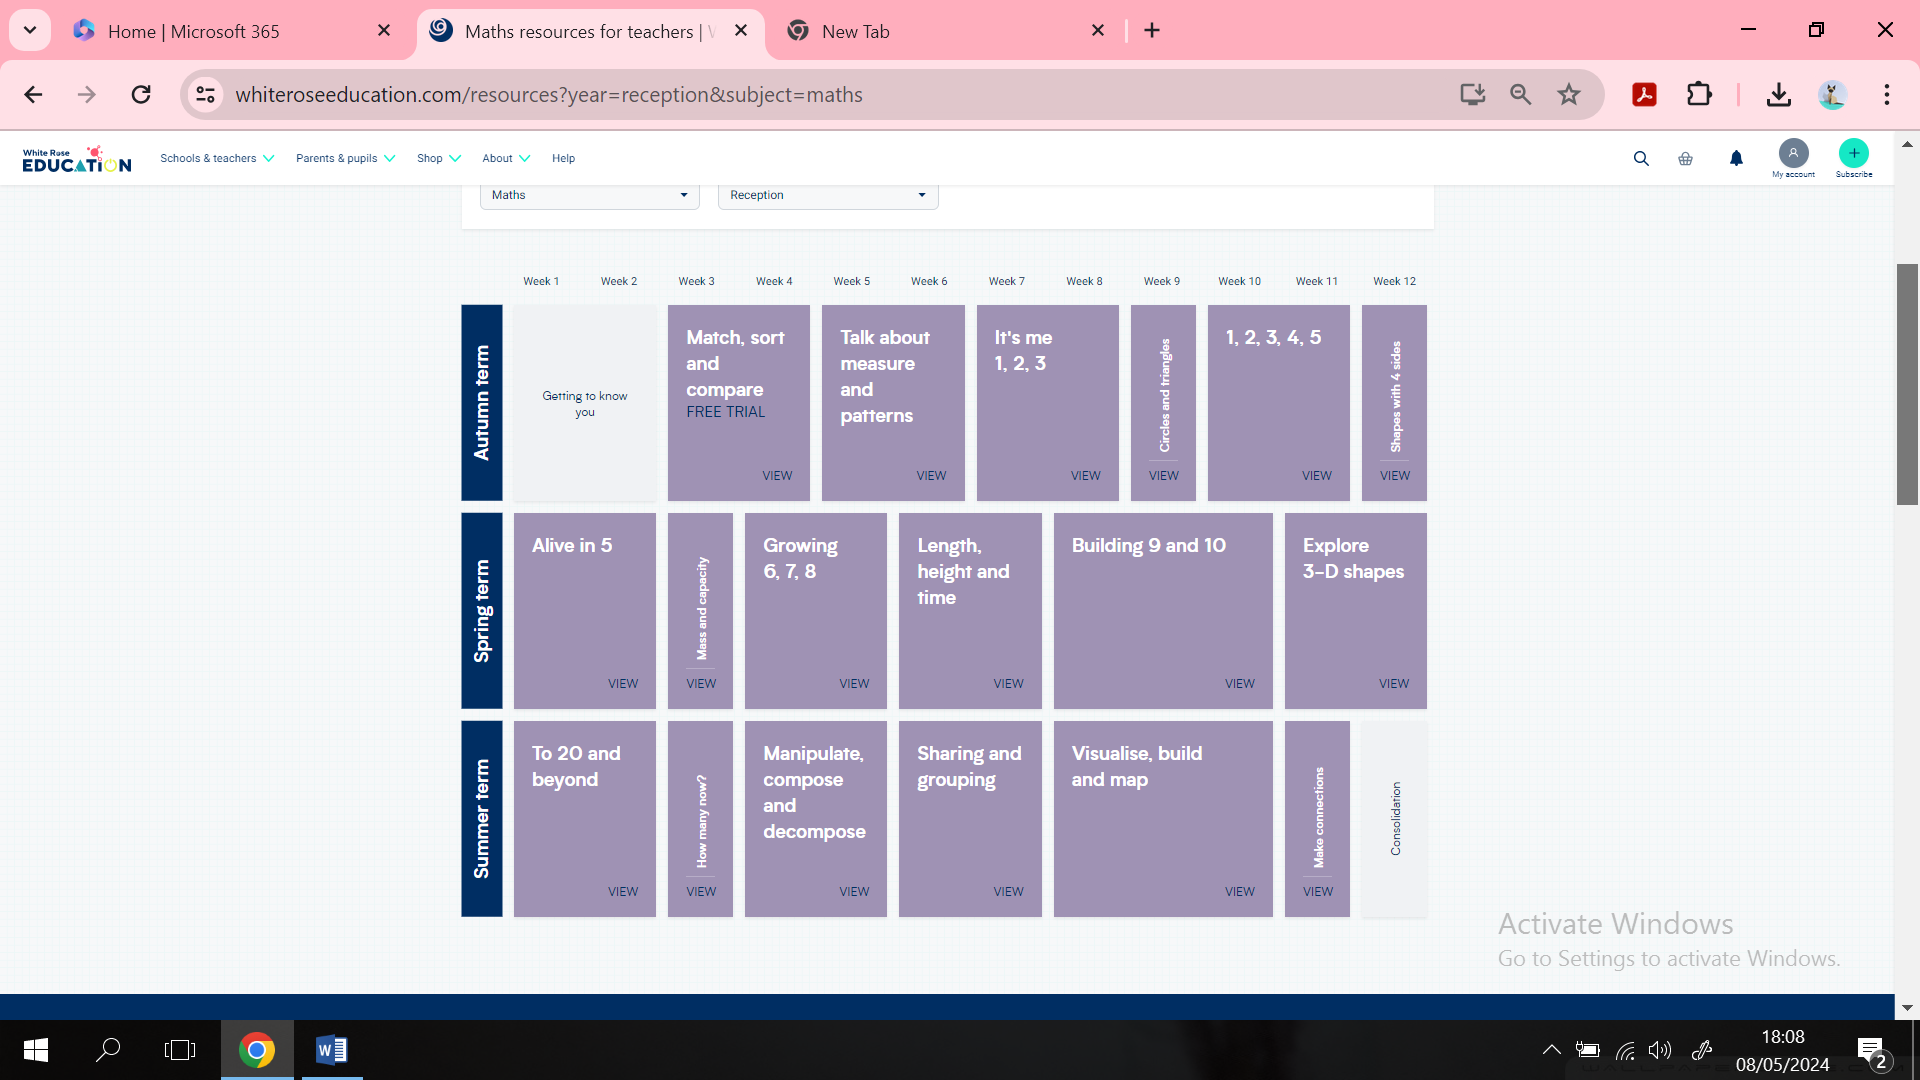 Home | Microsoft 365
Maths resources for teachers |
New Tab
whiteroseeducation.com/resources?year=reception&subject=maths
White Rose
EDUCATION
Schools & teachers
Parents & pupils
Shop
About
Help
My account
Subscribe
Maths
Reception
Week 1
Week 2
Week 3
Week 4
Week 5
Week 6
Week 7
Week 8
Week 9
Week 10
Week 11
Week 12
Autumn term
Getting to know
you
Match, sort
and
compare
FREE TRIAL
VIEW
Talk about
measure
and
patterns
VIEW
It's me
1, 2, 3
VIEW
Circles and triangles
VIEW
1, 2, 3, 4, 5
VIEW
Shapes with 4 sides
VIEW
Spring term
Alive in 5
VIEW
Mass and capacity
VIEW
Growing
6, 7, 8
VIEW
Length,
height and
time
VIEW
Building 9 and 10
VIEW
Explore
3-D shapes
VIEW
Summer term
To 20 and
beyond
VIEW
How many now?
VIEW
Manipulate,
compose
and
decompose
VIEW
Sharing and
grouping
VIEW
Visualise, build
and map
VIEW
Make connections
VIEW
Consolidation
Activate Windows
Go to Settings to activate Windows.
18:08
08/05/2024
2